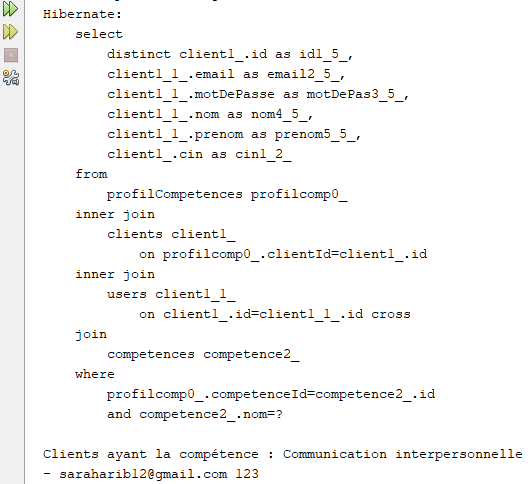 Hibernate:
    select
        distinct client1_.id as id1_5_,
        client1_1_.email as email2_5_,
        client1_1_.motDePasse as motDePas3_5_,
        client1_1_.nom as nom4_5_,
        client1_1_.prenom as prenom5_5_,
        client1_.cin as cin1_2_
    from
        profilCompetences profilcomp0_
    inner join
        clients client1_
            on profilcomp0_.clientId=client1_.id
    inner join
        users client1_1_
            on client1_.id=client1_1_.id cross
    join
        competences competence2_
    where
        profilcomp0_.competenceId=competence2_.id
        and competence2_.nom=?
Clients ayant la compétence : Communication interpersonnelle
- saraharib12@gmail.com 123